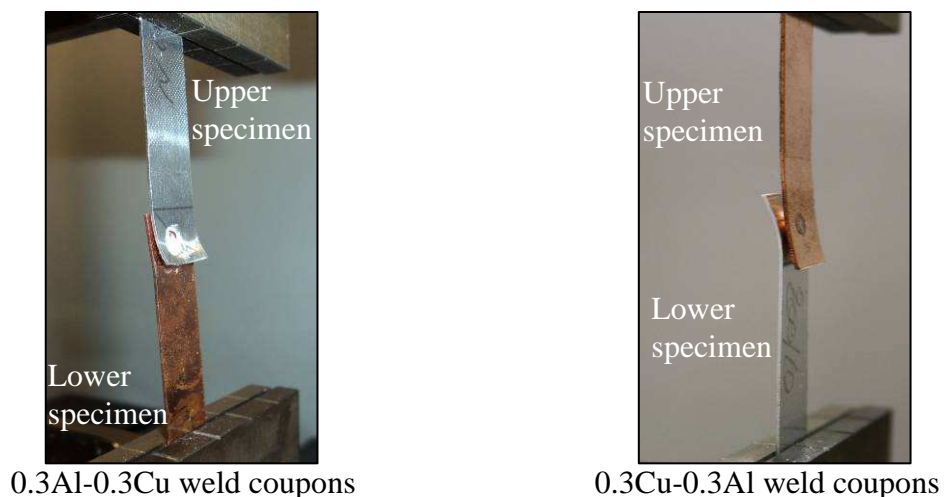 Upper
specimen
Lower
specimen
0.3Al-0.3Cu weld coupons
Upper
specimen
Lower
specimen
0.3Cu-0.3Al weld coupons